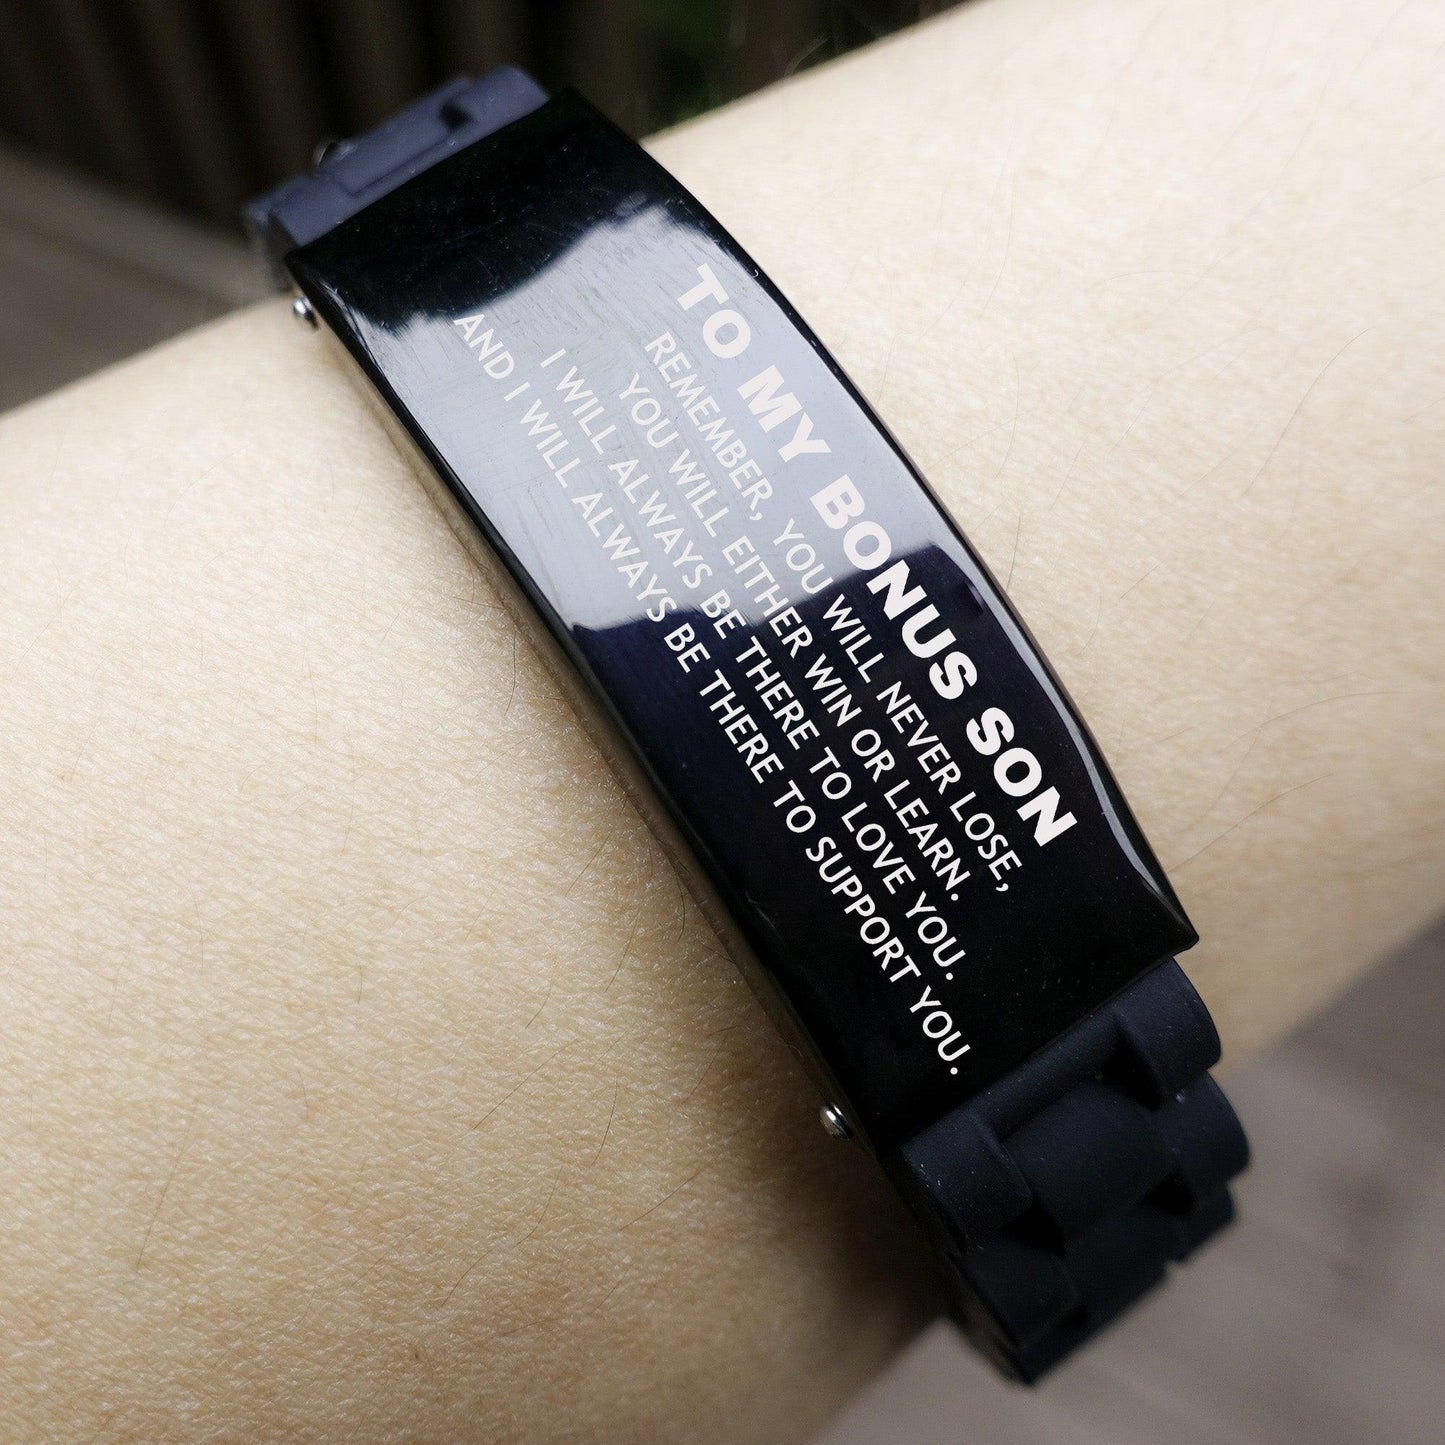 TO MY BONUS SON
REMEMBER, YOU WILL NEVER LOSE,
YOU WILL EITHER WIN OR LEARN.
I WILL ALWAYS BE THERE TO LOVE YOU.
AND I WILL ALWAYS BE THERE TO SUPPORT YOU.